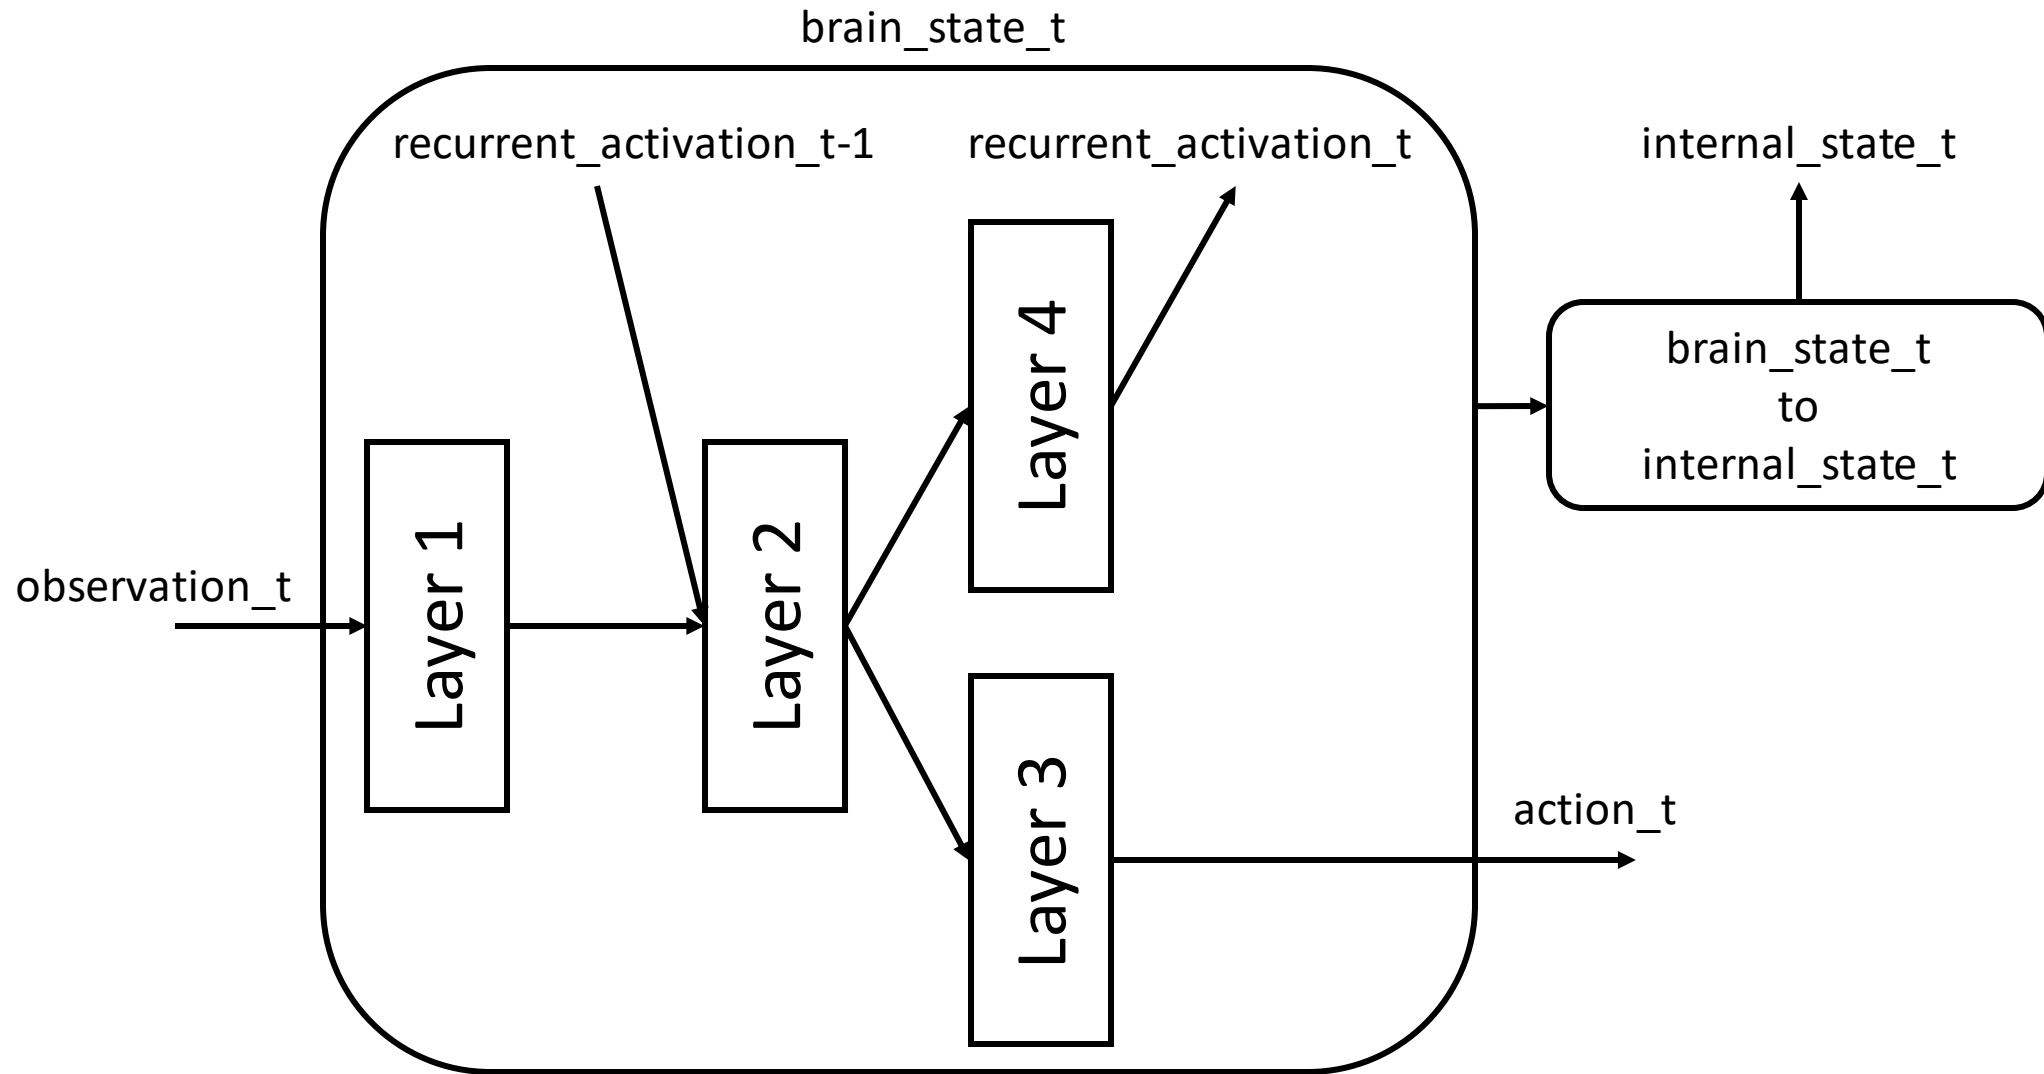 brain_state_t
recurrent_activation_t-1
recurrent_activation_t
internal_state_t
Layer 4
brain_state_t
to
internal_state_t
Layer 1
Layer 2
observation_t
Layer 3
action_t